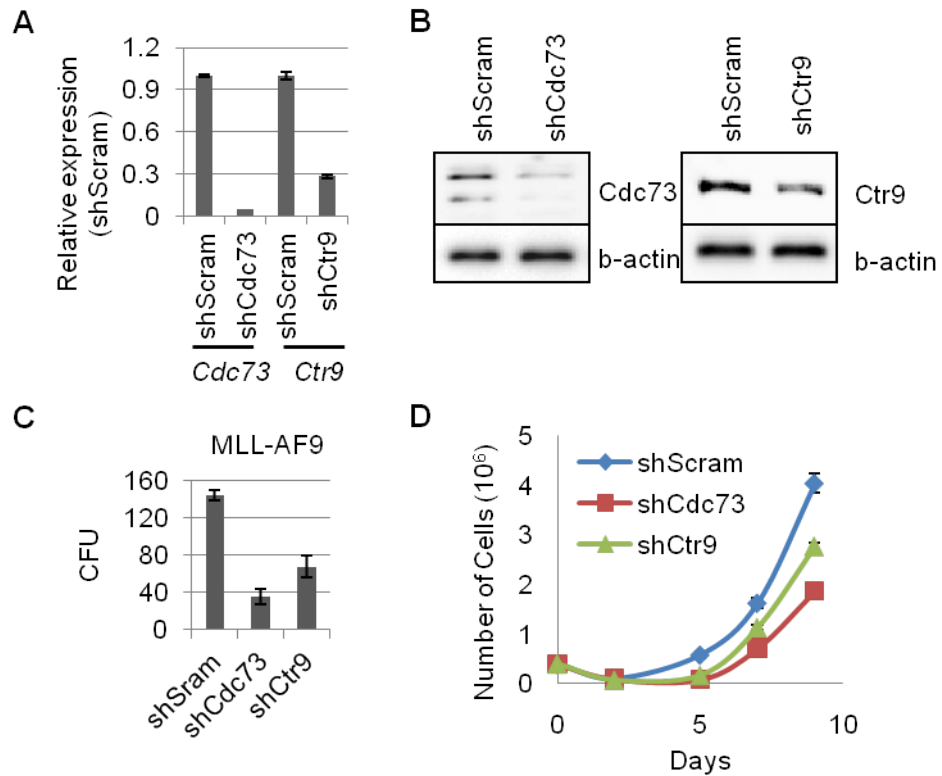 A
Relative expression
(shScram)
1.2
0.9
0.6
0.3
0
shScram
shCdc73
shScram
shCtr9
Cdc73
Ctr9
B
shScram
shCdc73
shScram
shCtr9
Cdc73
Ctr9
b-actin
b-actin
C
MLL-AF9
CFU
160
120
80
40
0
shSram
shCdc73
shCtr9
D
Number of Cells (10⁶)
5
4
3
2
1
0
shScram
shCdc73
shCtr9
0
5
10
Days